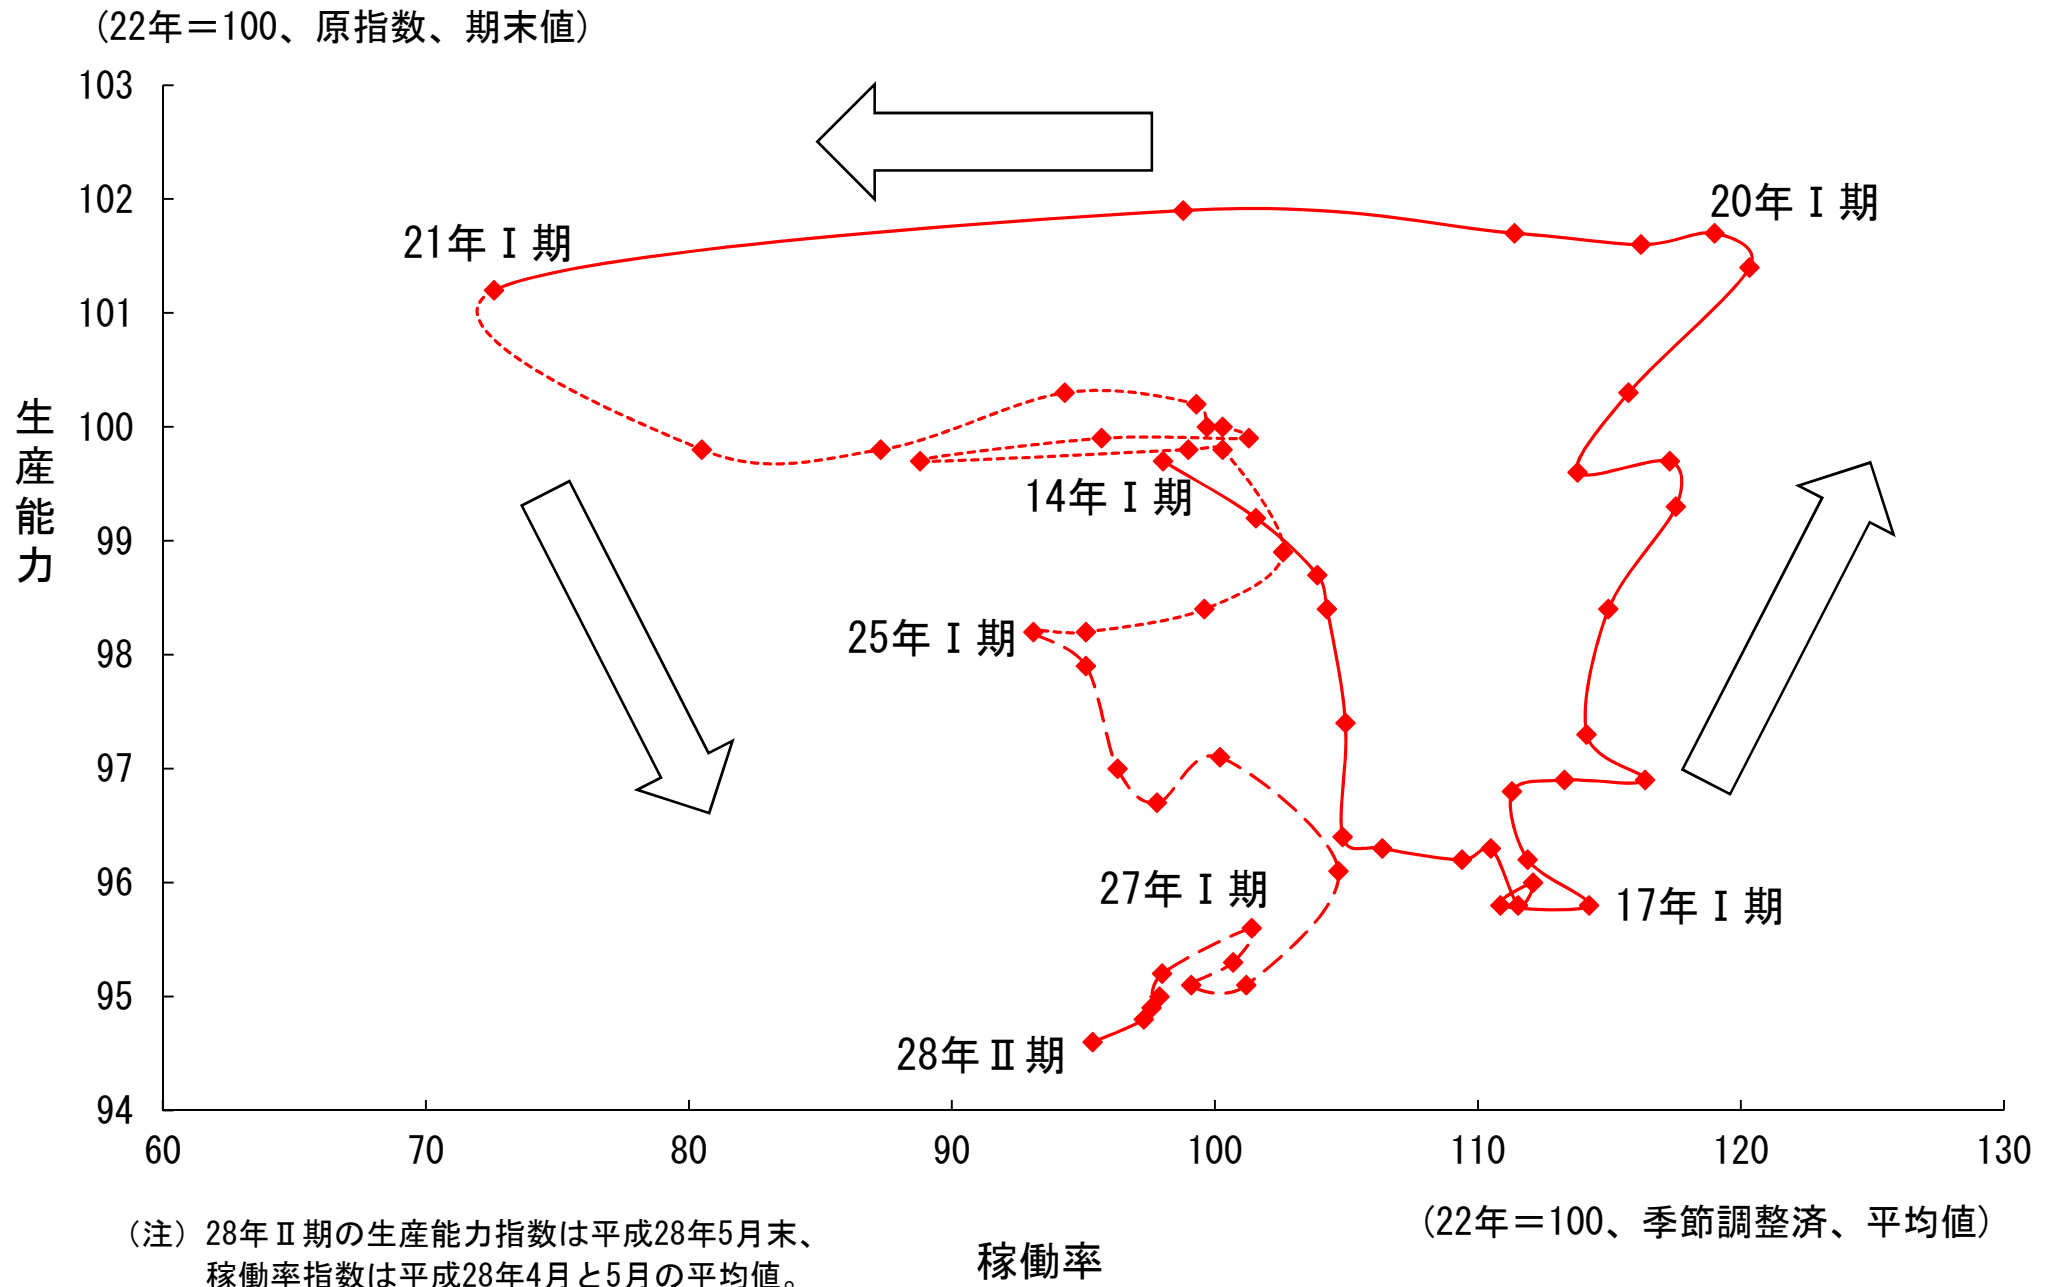 （22年＝100、原指数、期末値）
103
102
101
100
99
98
97
96
95
94
生産能力
20年Ⅰ期
21年Ⅰ期
14年Ⅰ期
25年Ⅰ期
27年Ⅰ期
17年Ⅰ期
28年Ⅱ期
60 70 80 90 100 110 120 130
（22年＝100、季節調整済、平均値）
稼働率
（注）28年Ⅱ期の生産能力指数は平成28年5月末、
稼働率指数は平成28年4月と5月の平均値。